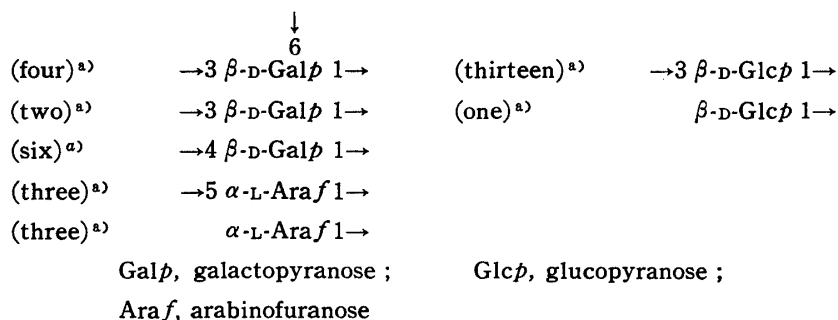 ↓
6
(four)ᵃ⁾ →3 β-D-Galp 1→ (thirteen)ᵃ⁾ →3 β-D-Glcp 1→
(two)ᵃ⁾ →3 β-D-Galp 1→ (one)ᵃ⁾ β-D-Glcp 1→
(six)ᵃ⁾ →4 β-D-Galp 1→
(three)ᵃ⁾ →5 α-L-Araf 1→
(three)ᵃ⁾ α-L-Araf 1→
Galp, galactopyranose ; Glcp, glucopyranose ;
Araf, arabinofuranose